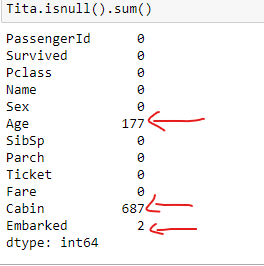 Tita.isnull().sum()
PassengerId 0
Survived 0
Pclass 0
Name 0
Sex 0
Age 177
SibSp 0
Parch 0
Ticket 0
Fare 0
Cabin 687
Embarked 2
dtype: int64